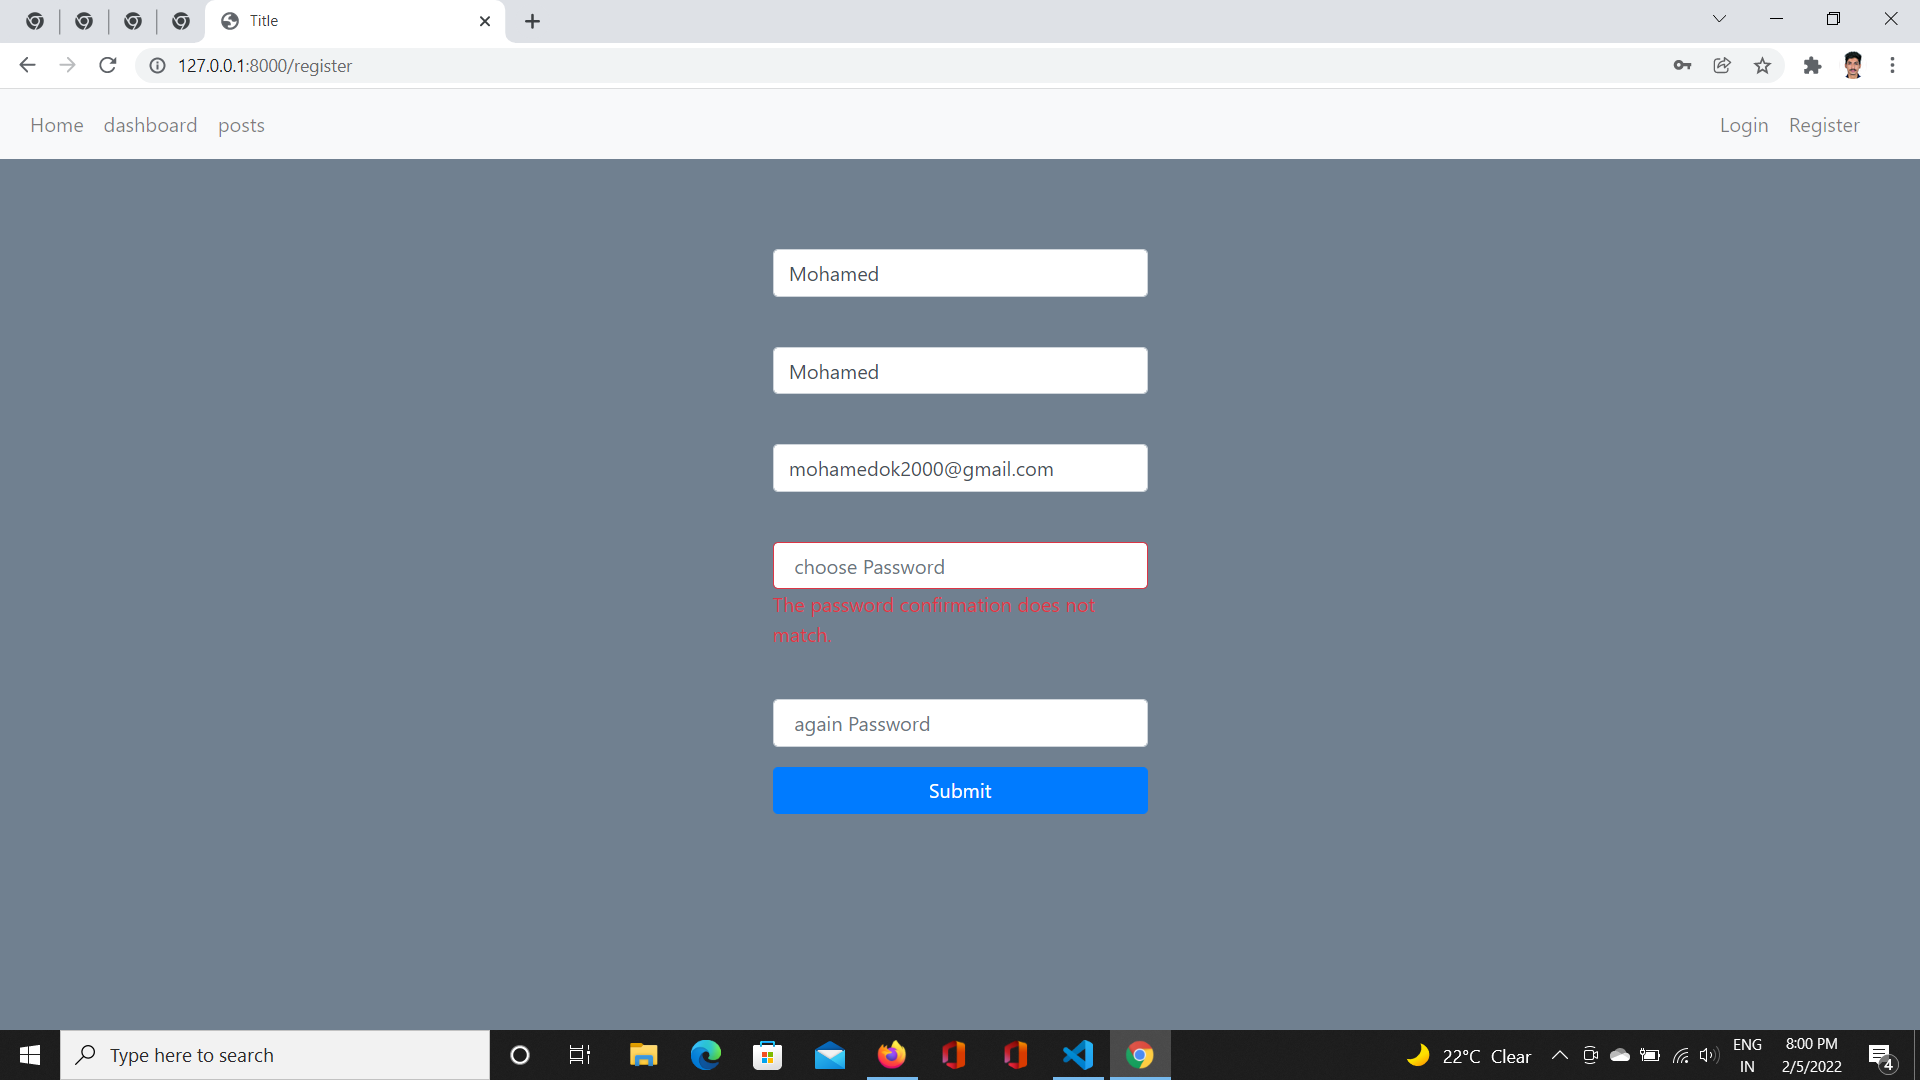 Title
127.0.0.1:8000/register
Home dashboard posts Login Register
Mohamed
Mohamed
mohamedok2000@gmail.com
choose Password
The password confirmation does not
match.
again Password
Submit
Type here to search
22°C Clear
ENG
IN
8:00 PM
2/5/2022
4